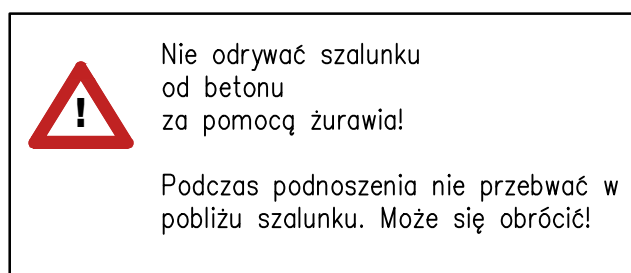 !
Nie odrywać szalunku
od betonu
za pomocą żurawia!
Podczas podnoszenia nie przebwać w
pobliżu szalunku. Może się obrócić!